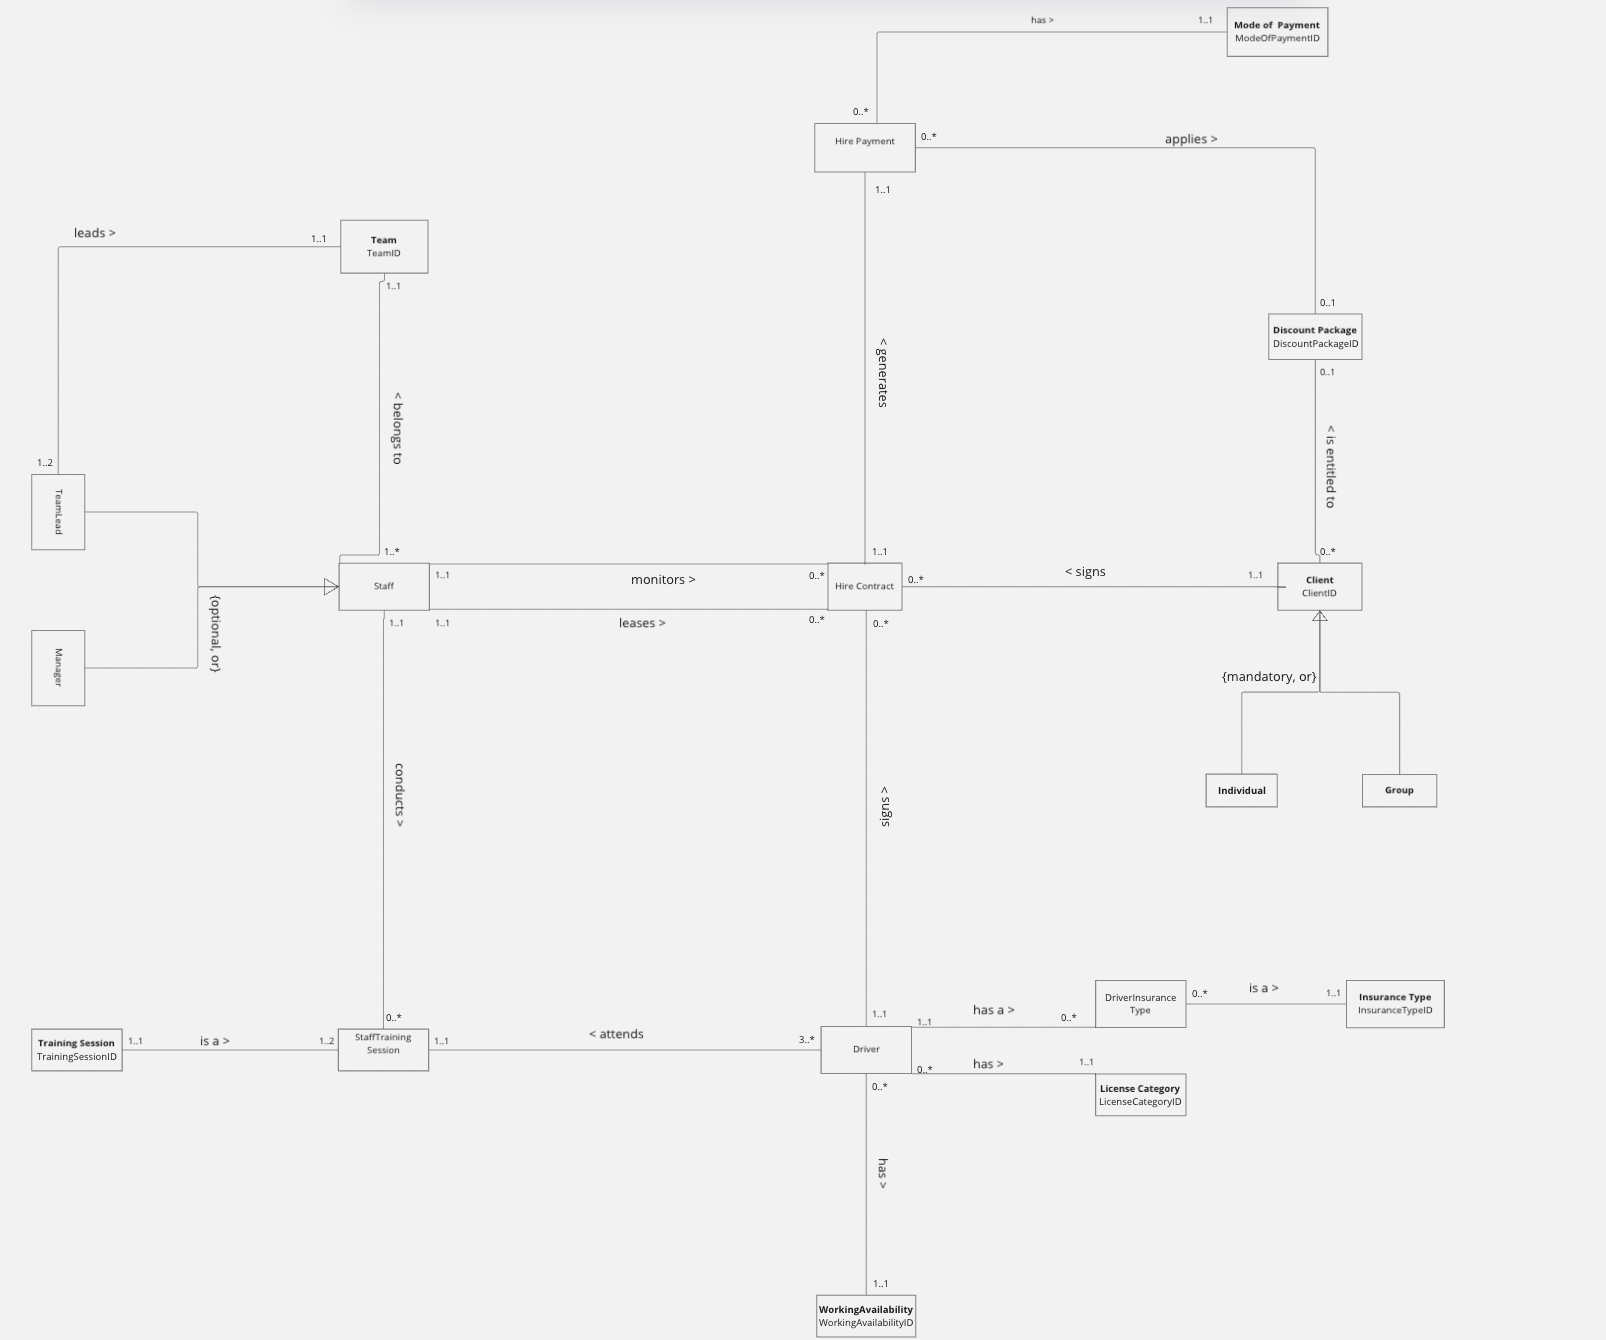 has >
1..1
Mode of  Payment
ModeOfPaymentID
0..*
Hire Payment
0..*
applies >
1..1
leads >
1..1
Team
TeamID
1..1
0..1
Discount Package
DiscountPackageID
0..1
< generates
< belongs to
< is entitled to
1..2
TeamLead
1..*
1..1
0..*
Staff
1..1
monitors >
0..*
Hire Contract
0..*
< signs
1..1
Client
ClientID
{optional, or}
1..1
1..1
leases >
0..*
0..*
Manager
{mandatory, or}
conducts >
< signs
Individual
Group
0..*
1..1
1..1
has a >
0..*
DriverInsurance
Type
0..*
is a >
1..1
Insurance Type
InsuranceTypeID
Training Session
TrainingSessionID
1..1
is a >
1..2
StaffTraining
Session
1..1
< attends
3..*
Driver
0..*
has >
1..1
License Category
LicenseCategoryID
0..*
has >
1..1
WorkingAvailability
WorkingAvailabilityID